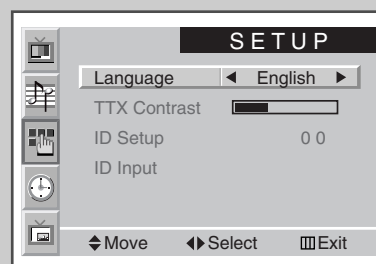 SETUP
Language ◀ English ▶
TTX Contrast
ID Setup 0 0
ID Input
Move Select Exit